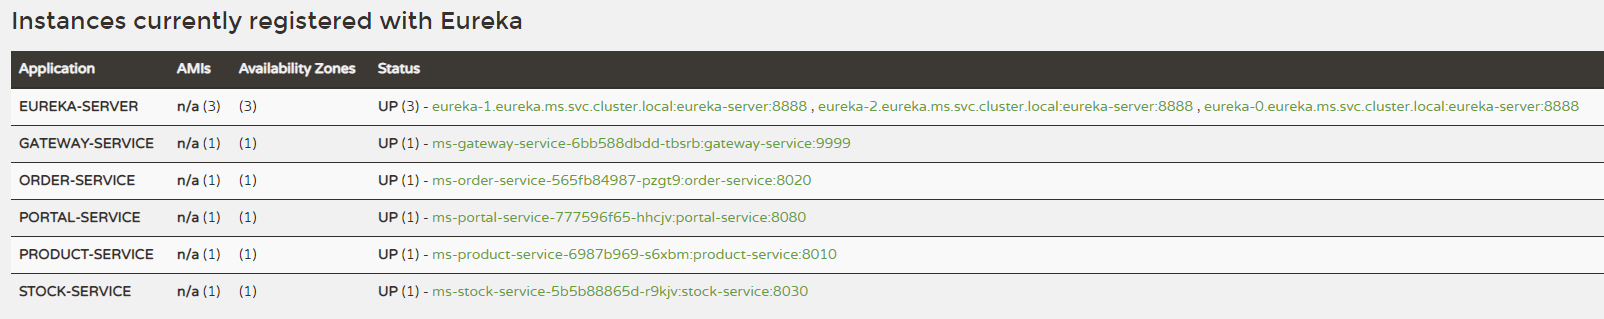 Instances currently registered with Eureka
Application AMIs Availability Zones Status
EUREKA-SERVER n/a (3) (3) UP (3) - eureka-1.eureka.ms.svc.cluster.local:eureka-server:8888 , eureka-2.eureka.ms.svc.cluster.local:eureka-server:8888 , eureka-0.eureka.ms.svc.cluster.local:eureka-server:8888
GATEWAY-SERVICE n/a (1) (1) UP (1) - ms-gateway-service-6bb588dbdd-tbsrb:gateway-service:9999
ORDER-SERVICE n/a (1) (1) UP (1) - ms-order-service-565fb84987-pzgt9:order-service:8020
PORTAL-SERVICE n/a (1) (1) UP (1) - ms-portal-service-777596f65-hhcjv:portal-service:8080
PRODUCT-SERVICE n/a (1) (1) UP (1) - ms-product-service-6987b969-s6xbm:product-service:8010
STOCK-SERVICE n/a (1) (1) UP (1) - ms-stock-service-5b5b88865d-r9kjv:stock-service:8030